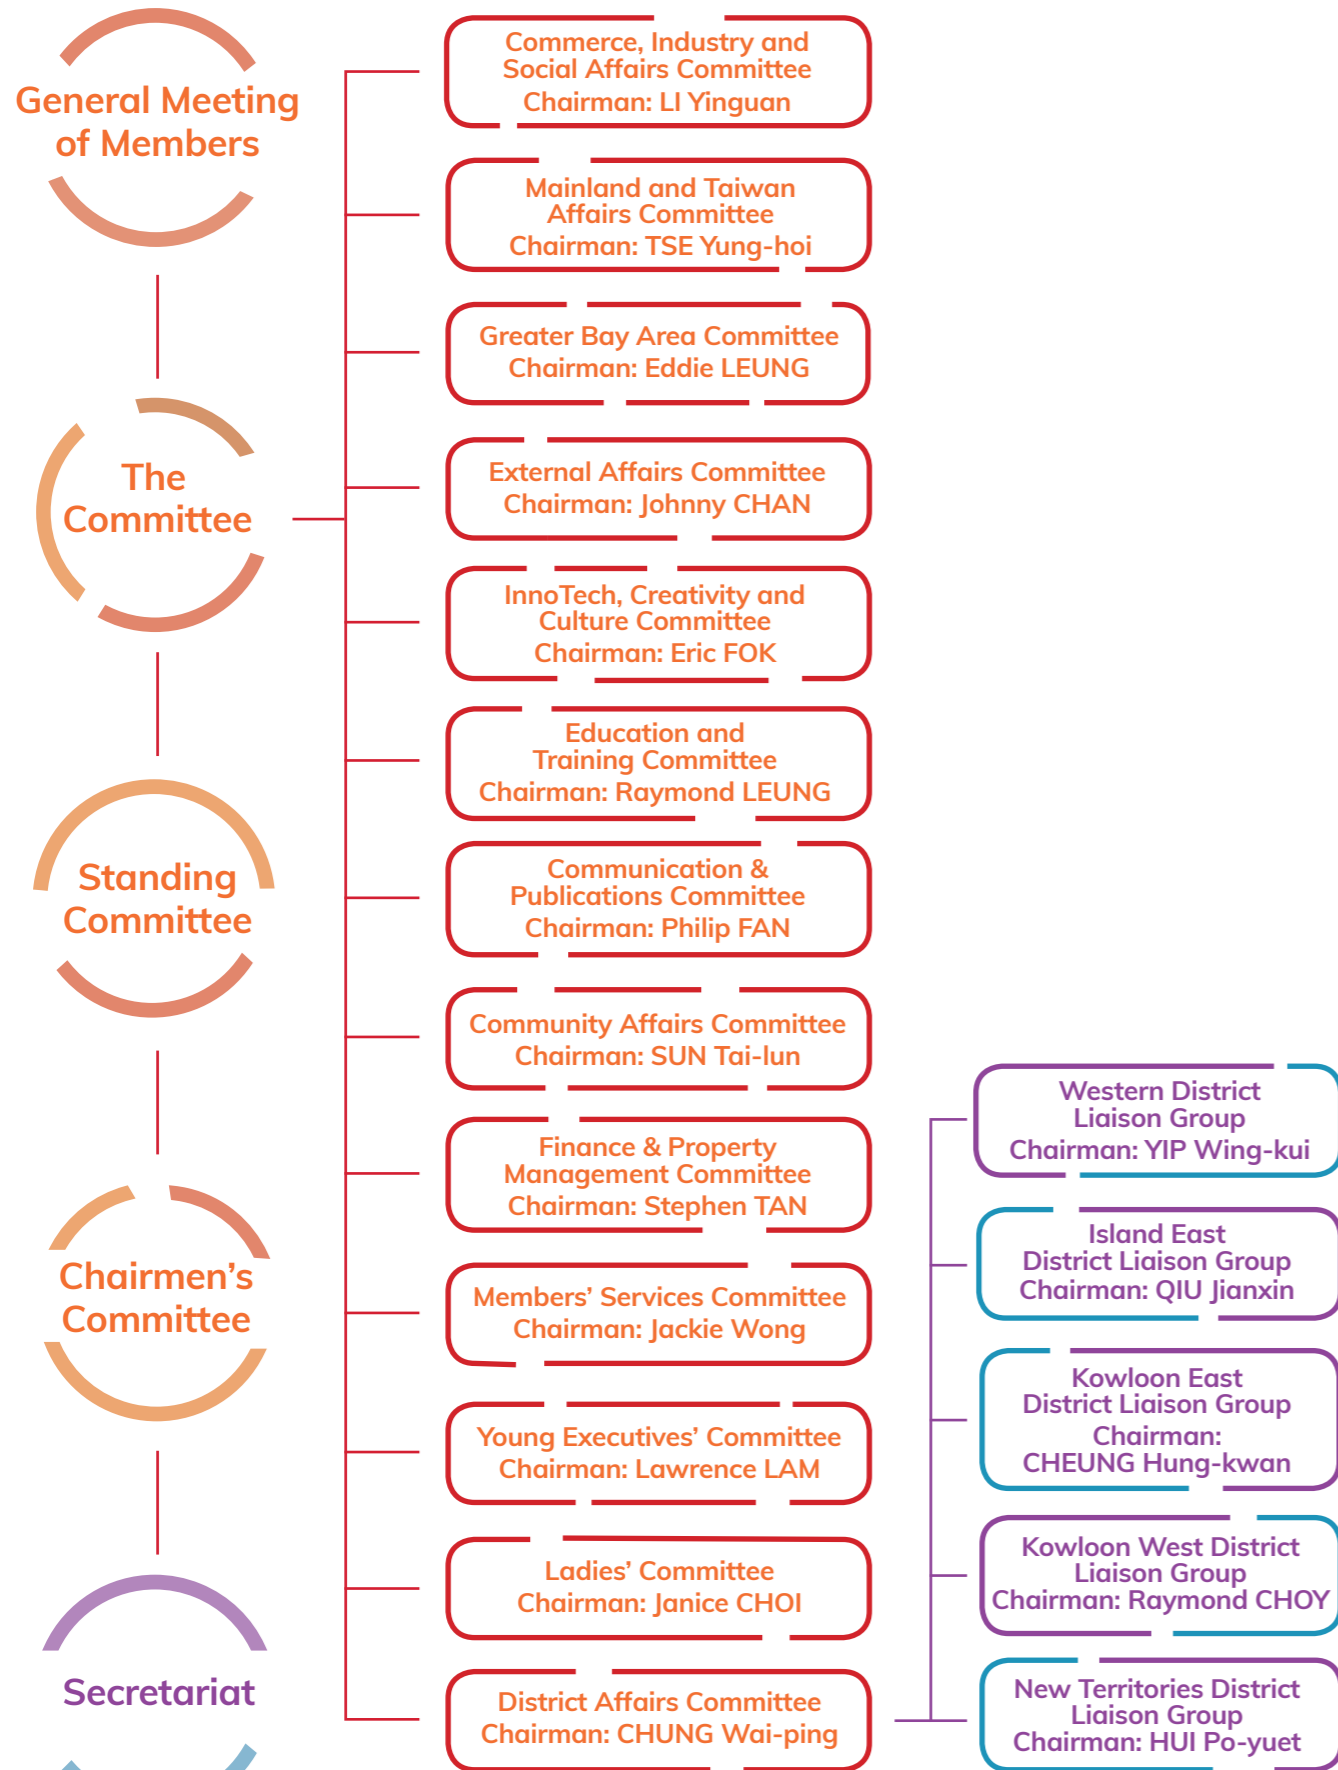 General Meeting
of Members
The
Committee
Standing
Committee
Chairmen’s
Committee
Secretariat
Commerce, Industry and
Social Affairs Committee
Chairman: LI Yinguan
Mainland and Taiwan
Affairs Committee
Chairman: TSE Yung-hoi
Greater Bay Area Committee
Chairman: Eddie LEUNG
External Affairs Committee
Chairman: Johnny CHAN
InnoTech, Creativity and
Culture Committee
Chairman: Eric FOK
Education and
Training Committee
Chairman: Raymond LEUNG
Communication &
Publications Committee
Chairman: Philip FAN
Community Affairs Committee
Chairman: SUN Tai-lun
Finance & Property
Management Committee
Chairman: Stephen TAN
Members’ Services Committee
Chairman: Jackie Wong
Young Executives’ Committee
Chairman: Lawrence LAM
Ladies’ Committee
Chairman: Janice CHOI
District Affairs Committee
Chairman: CHUNG Wai-ping
Western District
Liaison Group
Chairman: YIP Wing-kui
Island East
District Liaison Group
Chairman: QIU Jianxin
Kowloon East
District Liaison Group
Chairman:
CHEUNG Hung-kwan
Kowloon West District
Liaison Group
Chairman: Raymond CHOY
New Territories District
Liaison Group
Chairman: HUI Po-yuet